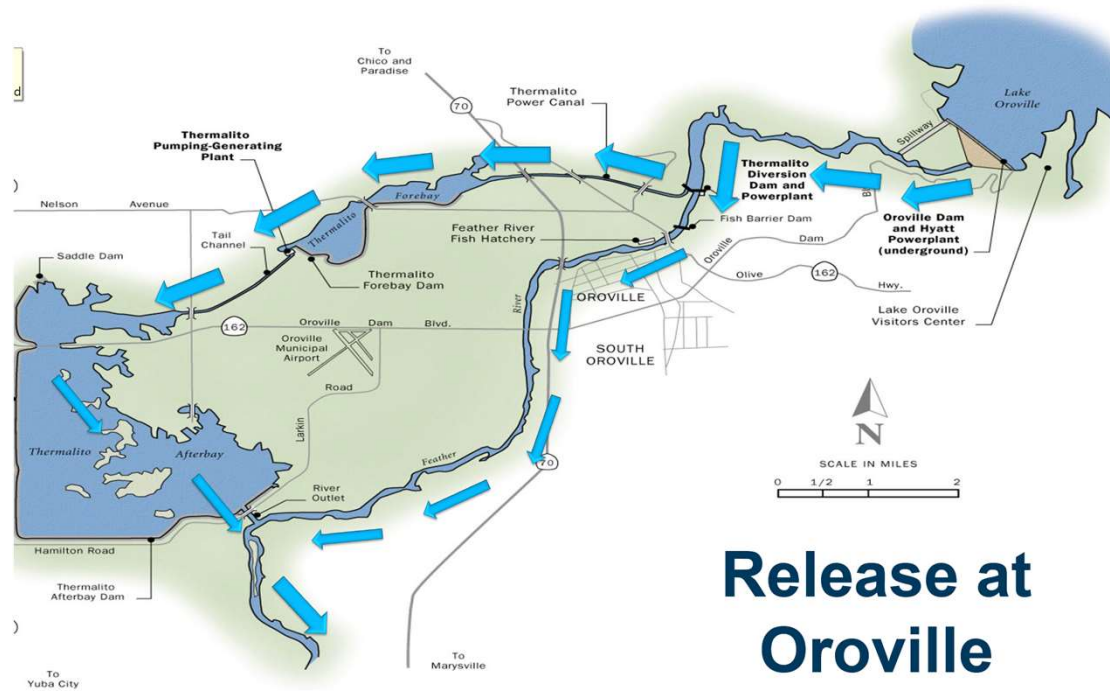 d
To
Chico and
Paradise
70
Thermalito
Power Canal
Lake
Oroville
Spillway
Thermalito
Pumping-Generating
Plant
Thermalito
Diversion
Dam and
Powerplant
Forebay
Nelson Avenue
Thermalito
Fish Barrier Dam
Oroville Dam
and Hyatt
Powerplant
(underground)
Tail
Channel
Feather River
Fish Hatchery
Saddle Dam
Thermalito
Forebay Dam
Oroville
Dam
Olive
162
Hwy.
Lake Oroville
Visitors Center
River
OROVILLE
162
Oroville Dam Blvd.
Oroville
Municipal
Airport
SOUTH
OROVILLE
Road
Larkin
N
Thermalito Afterbay
Feather
70
SCALE IN MILES
0 1/2 1 2
River
Outlet
Hamilton Road
Thermalito
Afterbay Dam
Release at
Oroville
To
Marysville
To
Yuba City